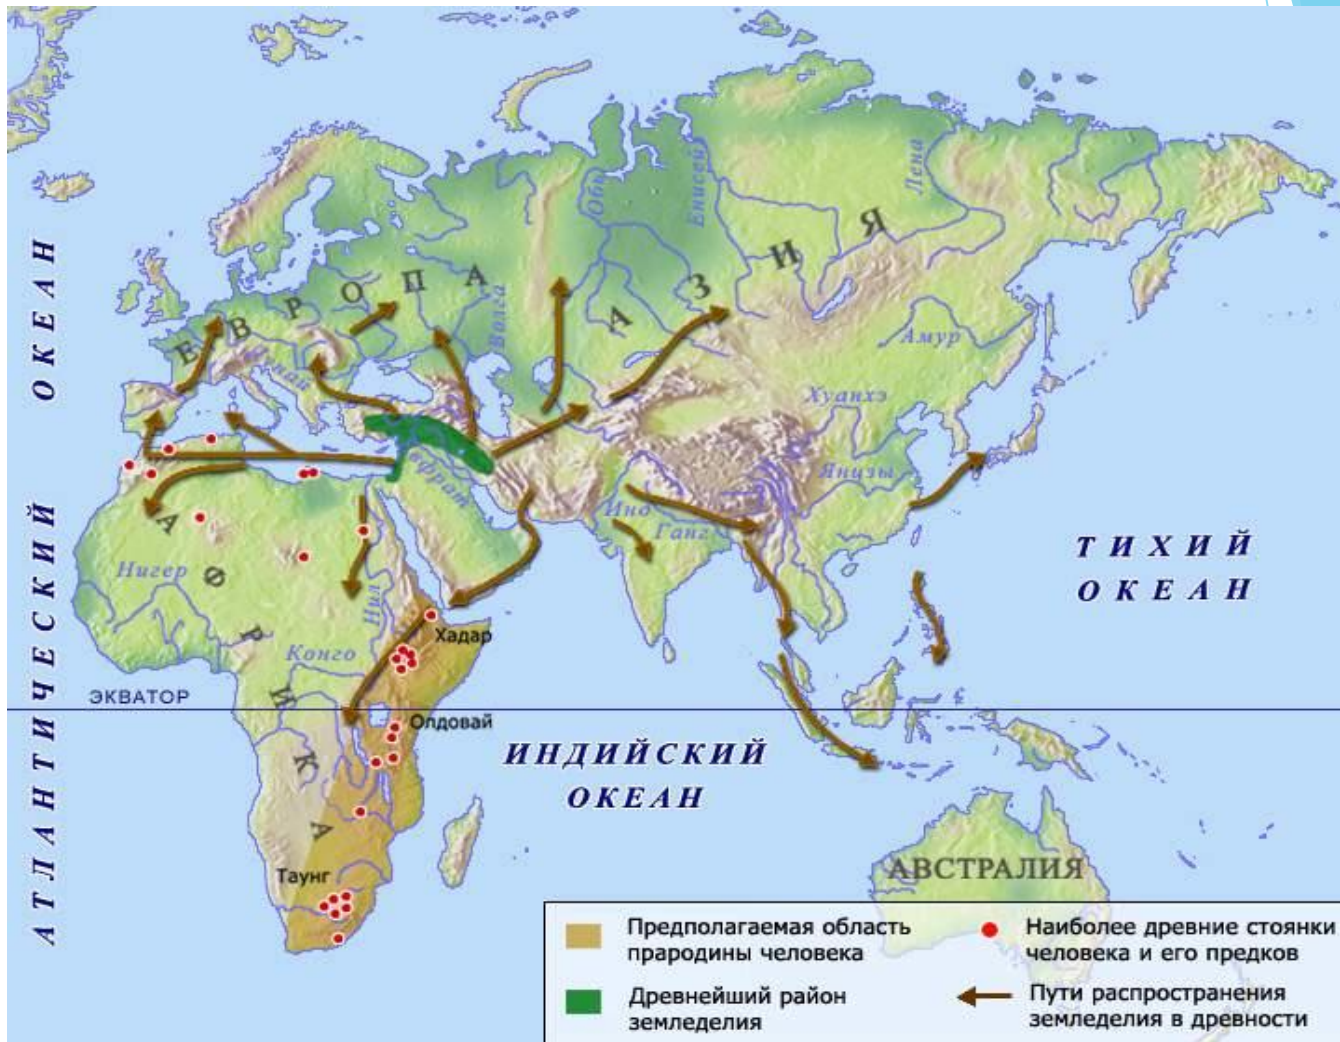 АТЛАНТИЧЕСКИЙ ОКЕАН
ЕВРОПА
АЗИЯ
Обь
Енисей
Лена
Волга
Дунай
Амур
Хуанхэ
Янцзы
Евфрат
Инд
Ганг
АФРИКА
Нигер
Нил
Хадар
Конго
ЭКВАТОР
Олдовай
ТИХИЙ
ОКЕАН
ИНДИЙСКИЙ
ОКЕАН
Таунг
АВСТРАЛИЯ
Предполагаемая область
прародины человека
Древнейший район
земледелия
Наиболее древние стоянки
человека и его предков
Пути распространения
земледелия в древности